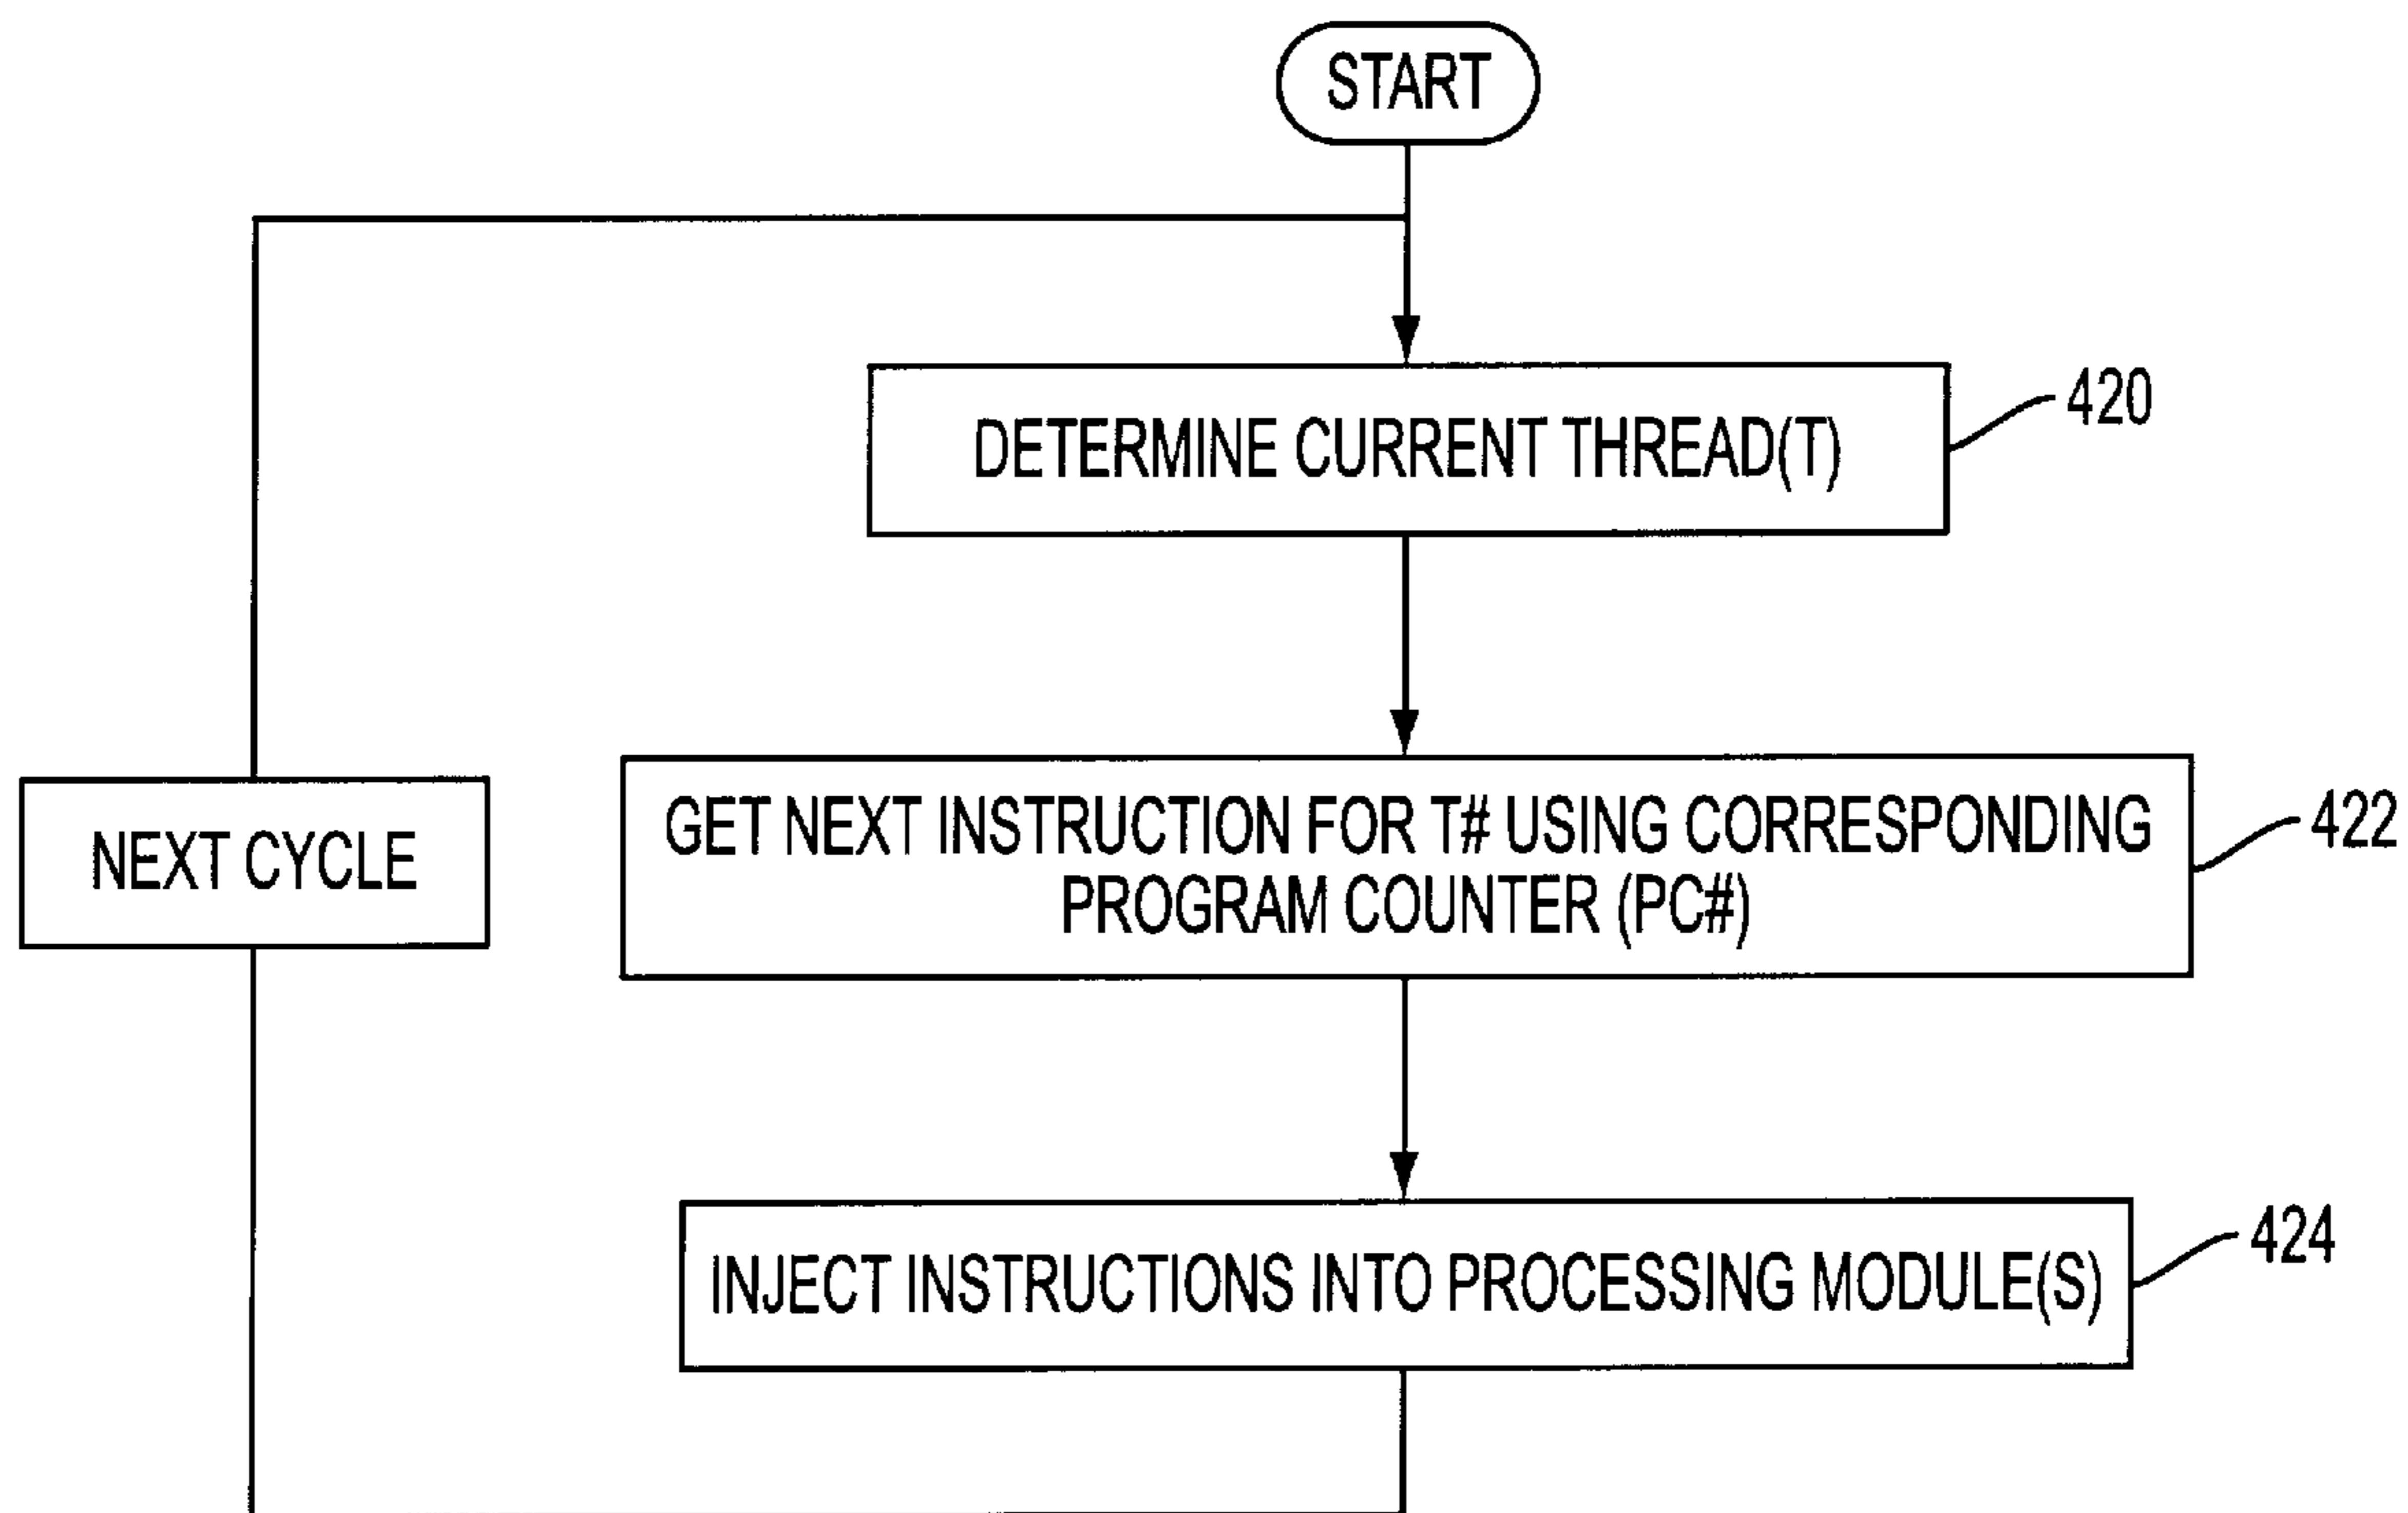 START
DETERMINE CURRENT THREAD(T)
420
GET NEXT INSTRUCTION FOR T# USING CORRESPONDING
PROGRAM COUNTER (PC#)
422
NEXT CYCLE
INJECT INSTRUCTIONS INTO PROCESSING MODULE(S)
424